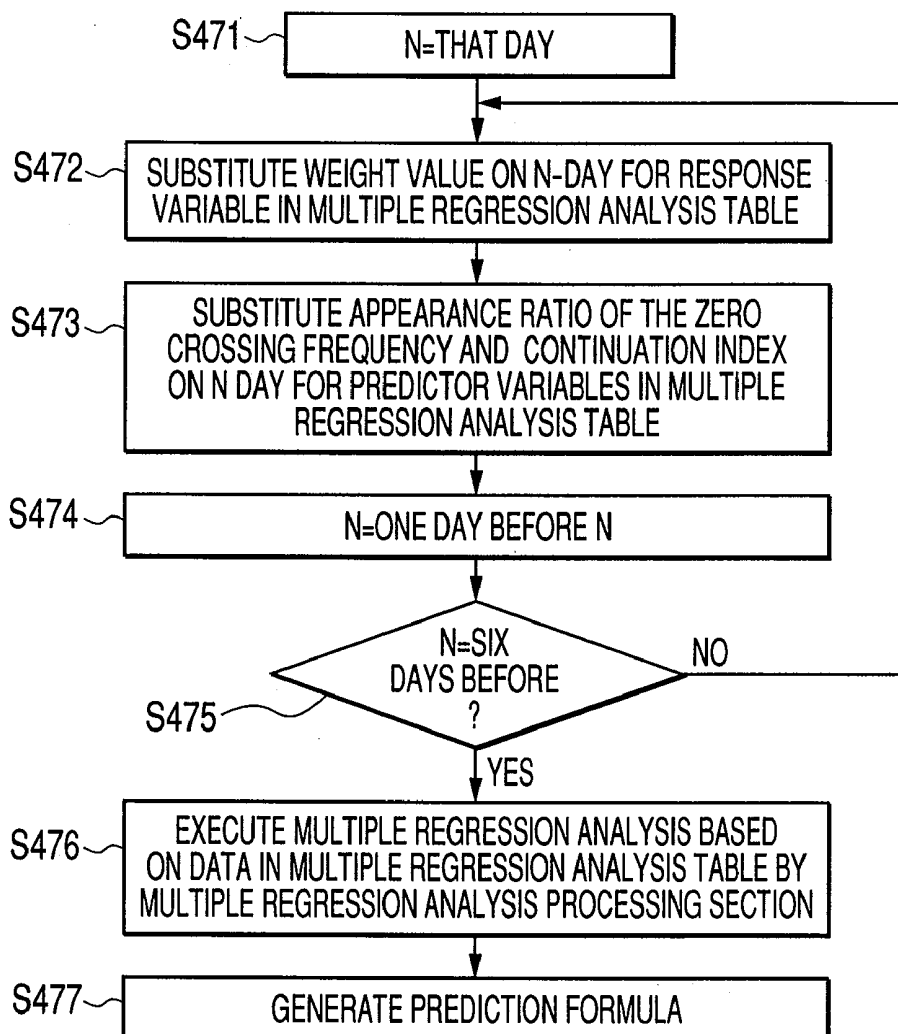 S471
N=THAT DAY
S472
SUBSTITUTE WEIGHT VALUE ON N-DAY FOR RESPONSE
VARIABLE IN MULTIPLE REGRESSION ANALYSIS TABLE
S473
SUBSTITUTE APPEARANCE RATIO OF THE ZERO
CROSSING FREQUENCY AND CONTINUATION INDEX
ON N DAY FOR PREDICTOR VARIABLES IN MULTIPLE
REGRESSION ANALYSIS TABLE
S474
N=ONE DAY BEFORE N
N=SIX
DAYS BEFORE
?
NO
S475
YES
S476
EXECUTE MULTIPLE REGRESSION ANALYSIS BASED
ON DATA IN MULTIPLE REGRESSION ANALYSIS TABLE BY
MULTIPLE REGRESSION ANALYSIS PROCESSING SECTION
S477
GENERATE PREDICTION FORMULA